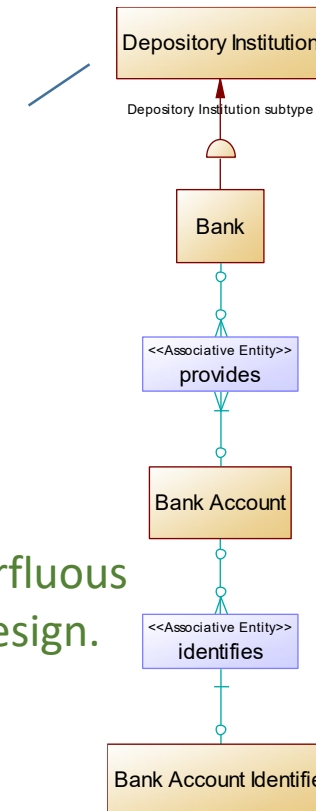 Depository Institution
Depository Institution subtype
Bank
<<Associative Entity>>
provides
Bank Account
rfluous
esign.
<<Associative Entity>>
identifies
Bank Account Identifie